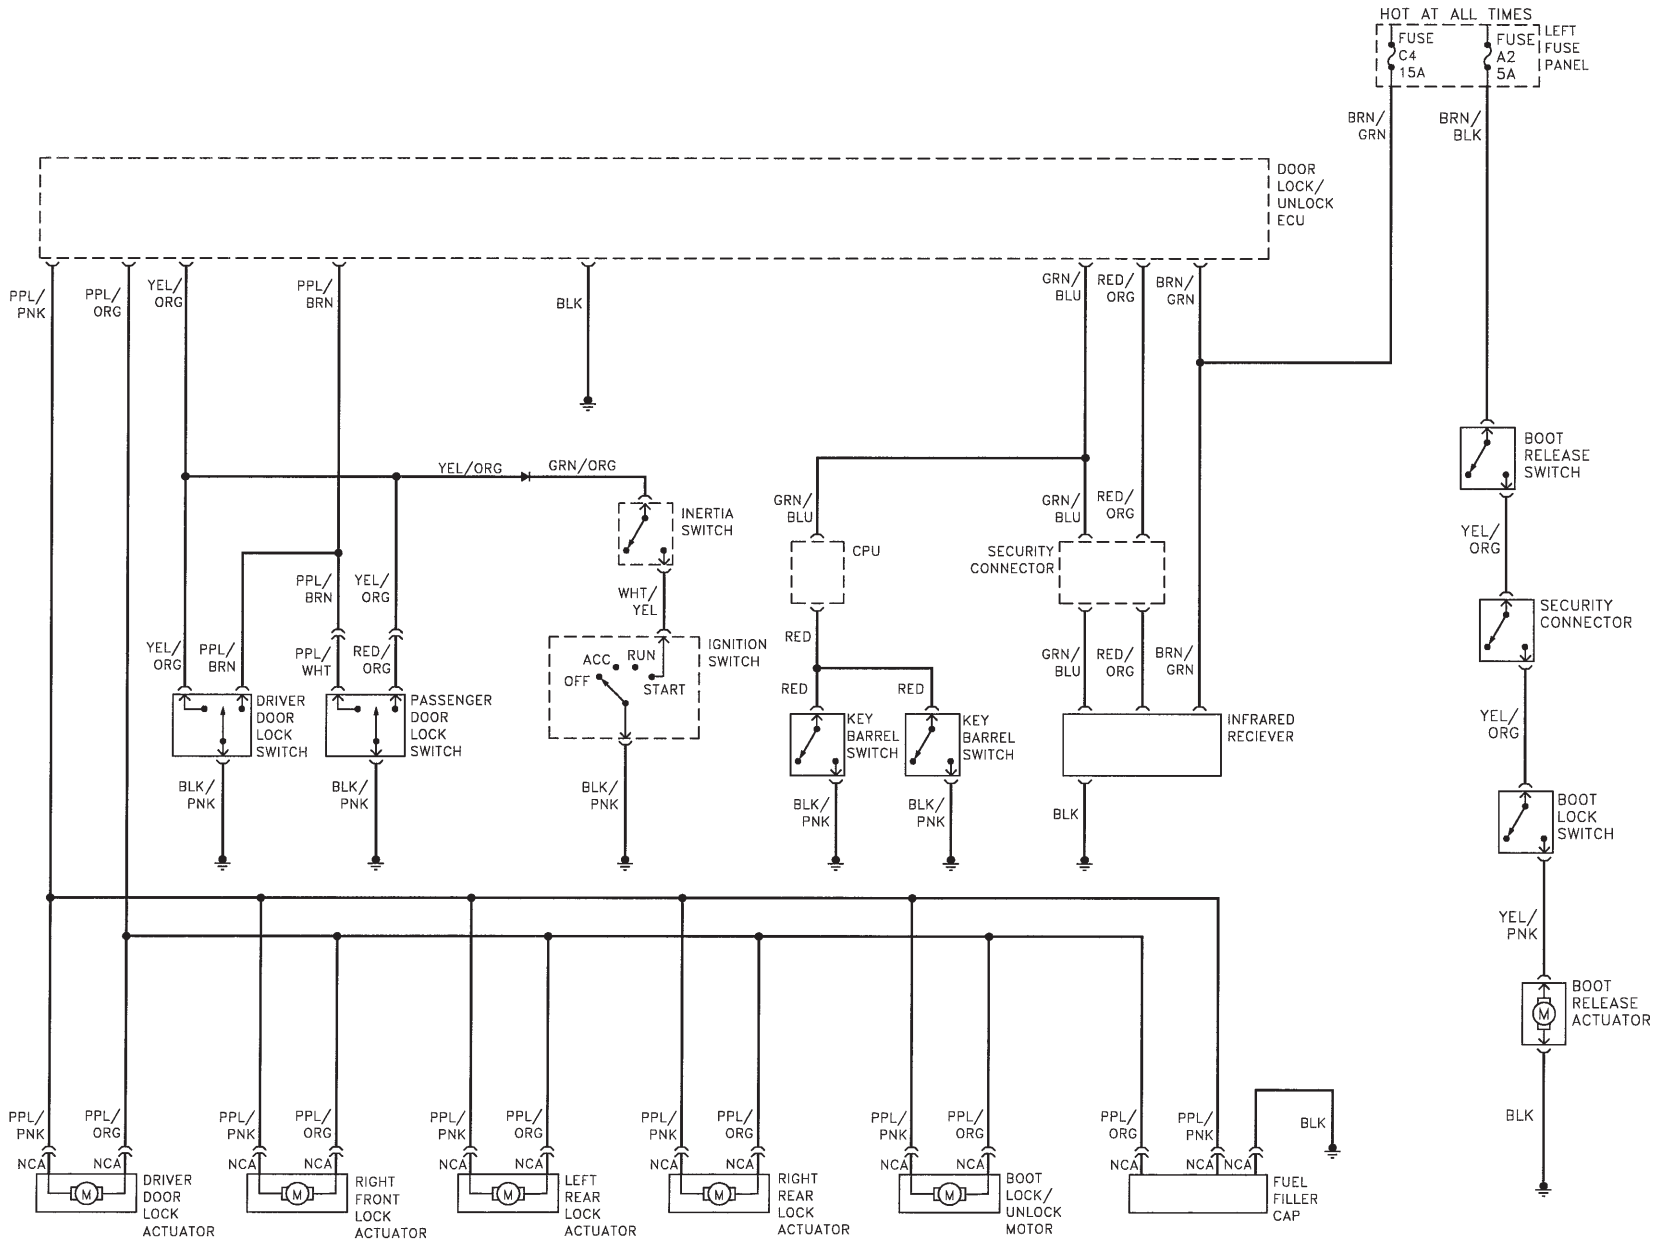 HOT AT ALL TIMES
FUSE
C4
15A
FUSE
A2
5A
LEFT
FUSE
PANEL
BRN/
GRN
BRN/
BLK
DOOR
LOCK/
UNLOCK
ECU
PPL/
PNK
PPL/
ORG
YEL/
ORG
PPL/
BRN
BLK
GRN/
BLU
RED/
ORG
BRN/
GRN
YEL/ORG
GRN/ORG
INERTIA
SWITCH
WHT/
YEL
GRN/
BLU
CPU
GRN/
BLU
RED/
ORG
SECURITY
CONNECTOR
BOOT
RELEASE
SWITCH
YEL/
ORG
SECURITY
CONNECTOR
PPL/
BRN
YEL/
ORG
YEL/
ORG
PPL/
BRN
PPL/
WHT
RED/
ORG
IGNITION
SWITCH
ACC
RUN
OFF
START
RED
RED
RED
GRN/
BLU
RED/
ORG
BRN/
GRN
DRIVER
DOOR
LOCK
SWITCH
PASSENGER
DOOR
LOCK
SWITCH
KEY
BARREL
SWITCH
KEY
BARREL
SWITCH
INFRARED
RECIEVER
YEL/
ORG
BLK/
PNK
BLK/
PNK
BLK/
PNK
BLK/
PNK
BLK/
PNK
BLK
BOOT
LOCK
SWITCH
YEL/
PNK
BOOT
RELEASE
ACTUATOR
BLK
PPL/
PNK
PPL/
ORG
PPL/
PNK
PPL/
ORG
PPL/
PNK
PPL/
ORG
PPL/
PNK
PPL/
ORG
PPL/
PNK
PPL/
ORG
PPL/
ORG
PPL/
PNK
BLK
NCA
NCA
NCA
NCA
NCA
NCA
NCA
NCA
NCA
NCA
NCA
NCA
NCA
M
M
M
M
M
M
DRIVER
DOOR
LOCK
ACTUATOR
RIGHT
FRONT
LOCK
ACTUATOR
LEFT
REAR
LOCK
ACTUATOR
RIGHT
REAR
LOCK
ACTUATOR
BOOT
LOCK/
UNLOCK
MOTOR
FUEL
FILLER
CAP